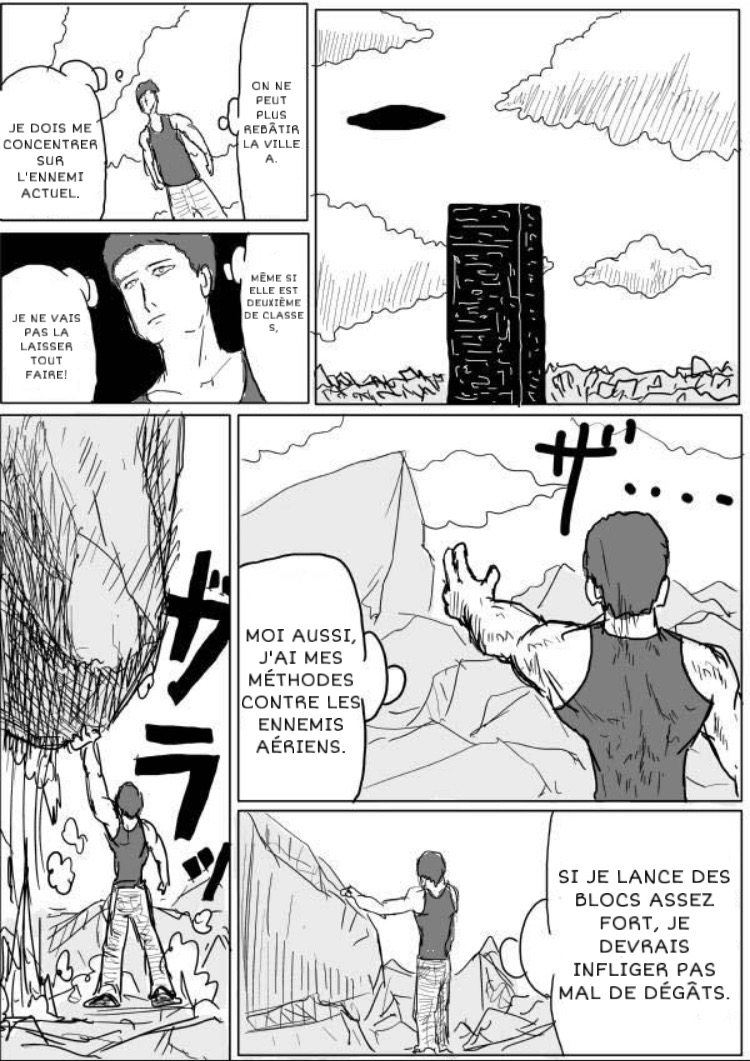 ON NE
PEUT
PLUS
REBÂTIR
LA VILLE
A.
JE DOIS ME
CONCENTRER
SUR
L'ENNEMI
ACTUEL.
MÊME SI
ELLE EST
DEUXIÈME
DE CLASSE
S,
JE NE VAIS
PAS LA
LAISSER
TOUT
FAIRE!
ザ....
MOI AUSSI,
J'AI MES
MÉTHODES
CONTRE LES
ENNEMIS
AÉRIENS.
SI JE LANCE DES
BLOCS ASSEZ
FORT, JE
DEVRAIS
INFLIGER PAS
MAL DE DÉGÂTS.
ガラッ